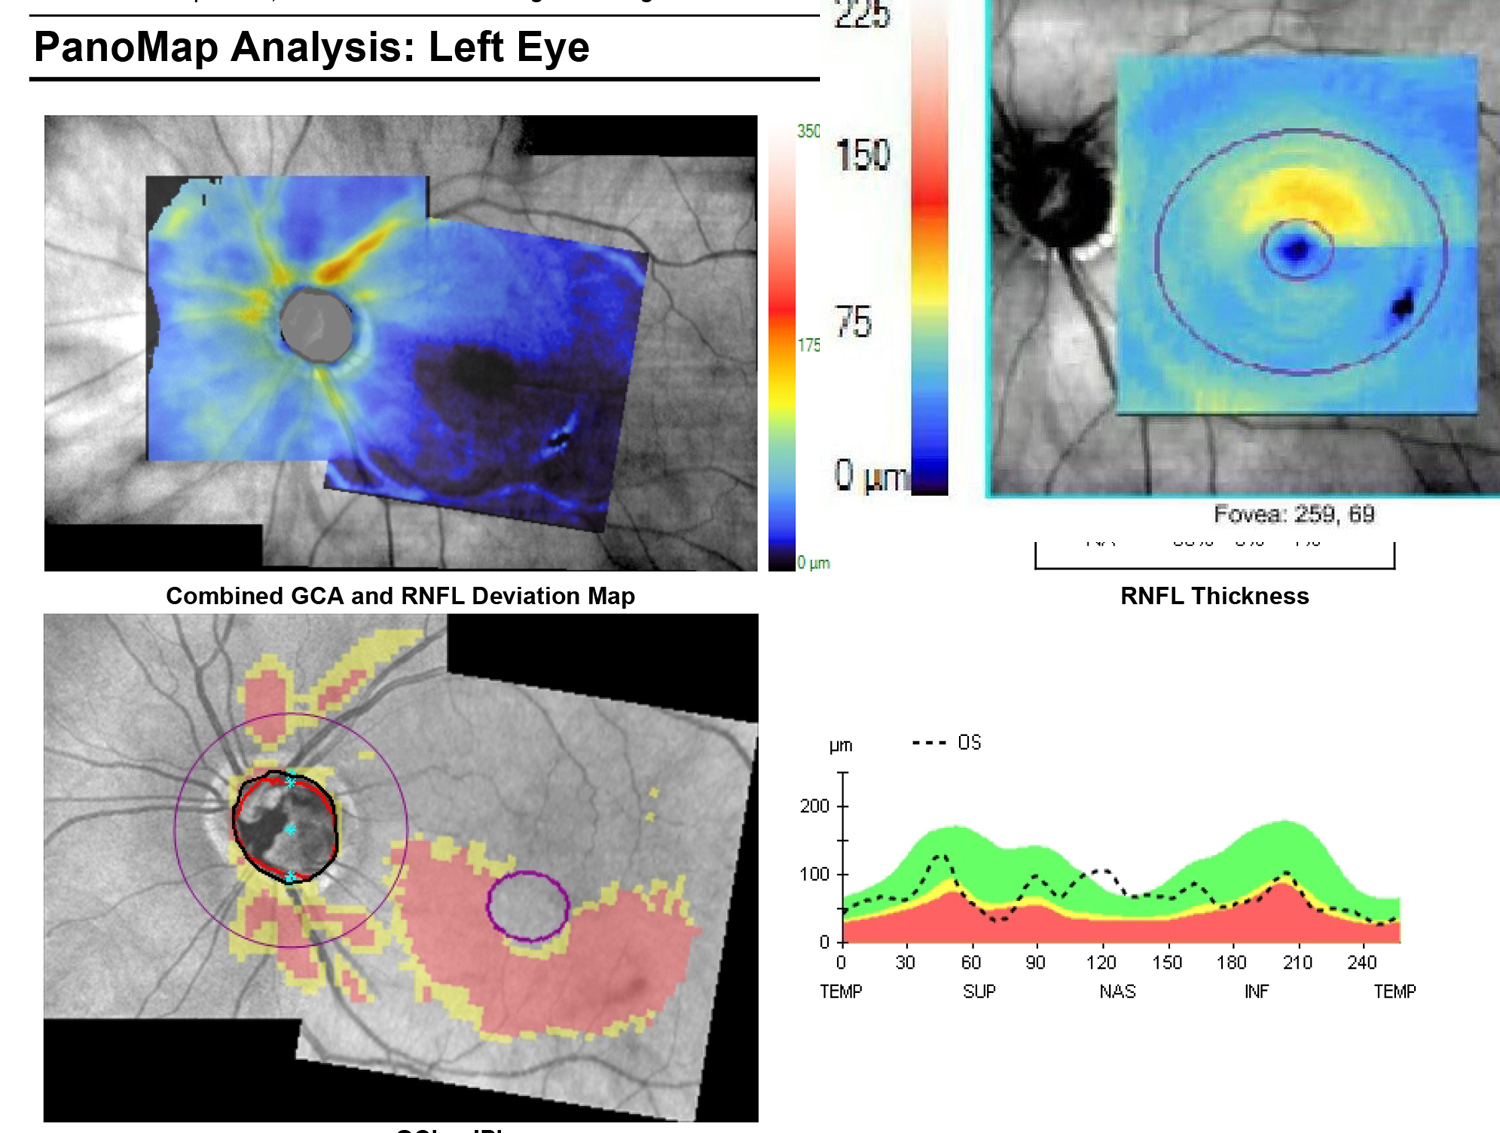 PanoMap Analysis: Left Eye
350
175
0 µm
225
150
75
0 µm
Fovea: 259, 69
Combined GCA and RNFL Deviation Map
RNFL Thickness
µm
OS
200
100
0
0 30 60 90 120 150 180 210 240
TEMP SUP NAS INF TEMP